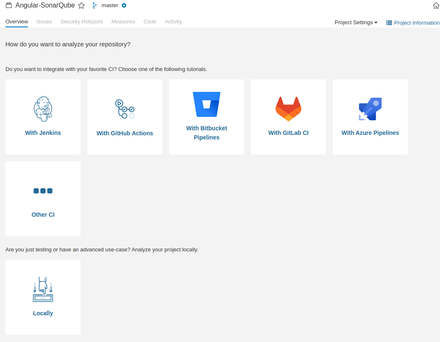 Angular-SonarQube master
Overview Issues Security Hotspots Measures Code Activity Project Settings Project Information
How do you want to analyze your repository?
Do you want to integrate with your favorite CI? Choose one of the following tutorials.
With Jenkins
With GitHub Actions
With Bitbucket
Pipelines
With GitLab CI
With Azure Pipelines
Other CI
Are you just testing or have an advanced use-case? Analyze your project locally.
Locally